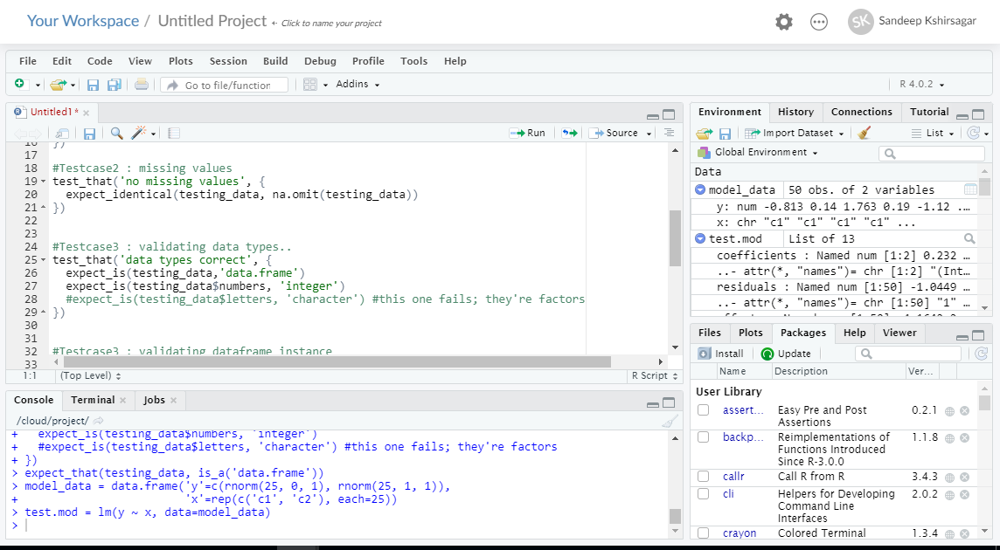 Your Workspace / Untitled Project ← Click to name your project
SK Sandeep Kshirsagar
File Edit Code View Plots Session Build Debug Profile Tools Help
Go to file/function Addins R 4.0.2
Untitled1*
Run Source
17
18 #Testcase2 : missing values
19 test_that('no missing values', {
20 expect_identical(testing_data, na.omit(testing_data))
21 })
22
23
24 #Testcase3 : validating data types..
25 test_that('data types correct', {
26 expect_is(testing_data,'data.frame')
27 expect_is(testing_data$numbers, 'integer')
28 #expect_is(testing_data$letters, 'character') #this one fails; they're factors
29 })
30
31
32 #Testcase3 : validating dataframe instance
33
1:1 (Top Level) R Script
Console Terminal Jobs
/cloud/project/
+ expect_is(testing_data$numbers, 'integer')
+ #expect_is(testing_data$letters, 'character') #this one fails; they're factors
+ })
> expect_that(testing_data, is_a('data.frame'))
> model_data = data.frame('y'=c(rnorm(25, 0, 1), rnorm(25, 1, 1)),
+ 'x'=rep(c('c1', 'c2'), each=25))
> test.mod = lm(y ~ x, data=model_data)
>
Environment History Connections Tutorial
Import Dataset List
Global Environment
Data
model_data 50 obs. of 2 variables
y: num -0.813 0.14 1.763 0.19 -1.12 ...
x: chr "c1" "c1" "c1" "c1" ...
test.mod List of 13
coefficients : Named num [1:2] 0.232 …
..- attr(*, "names")= chr [1:2] "(Int…
residuals : Named num [1:50] -1.0449 …
..- attr(*, "names")= chr [1:50] "1" …
Files Plots Packages Help Viewer
Install Update
Name Description Ver...
User Library
assert... Easy Pre and Post Assertions 0.2.1
backp... Reimplementations of Functions Introduced Since R-3.0.0 1.1.8
callr Call R from R 3.4.3
cli Helpers for Developing Command Line Interfaces 2.0.2
crayon Colored Terminal 1.3.4